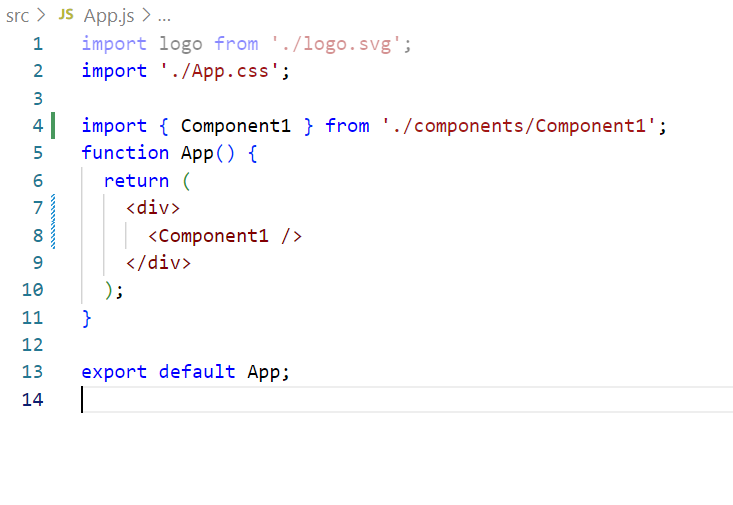 src > JS App.js > ...
1 import logo from './logo.svg';
2 import './App.css';
3
4 import { Component1 } from './components/Component1';
5 function App() {
6   return (
7     <div>
8       <Component1 />
9     </div>
10   );
11 }
12
13 export default App;
14